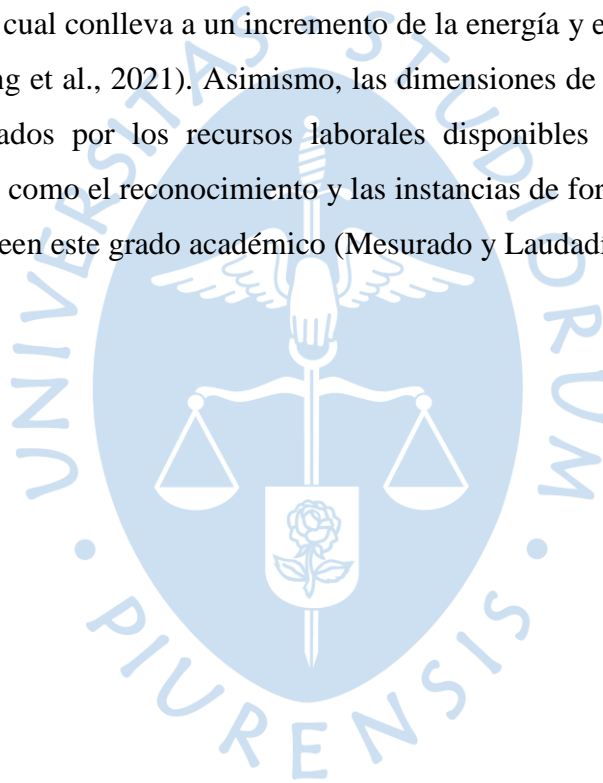 cual conlleva a un incremento de la energía y e
ng et al., 2021). Asimismo, las dimensiones de
ados por los recursos laborales disponibles
como el reconocimiento y las instancias de for
een este grado académico (Mesurado y Laudadí
UNIVERSITAS • STUDIORUM • PIURENSIS •